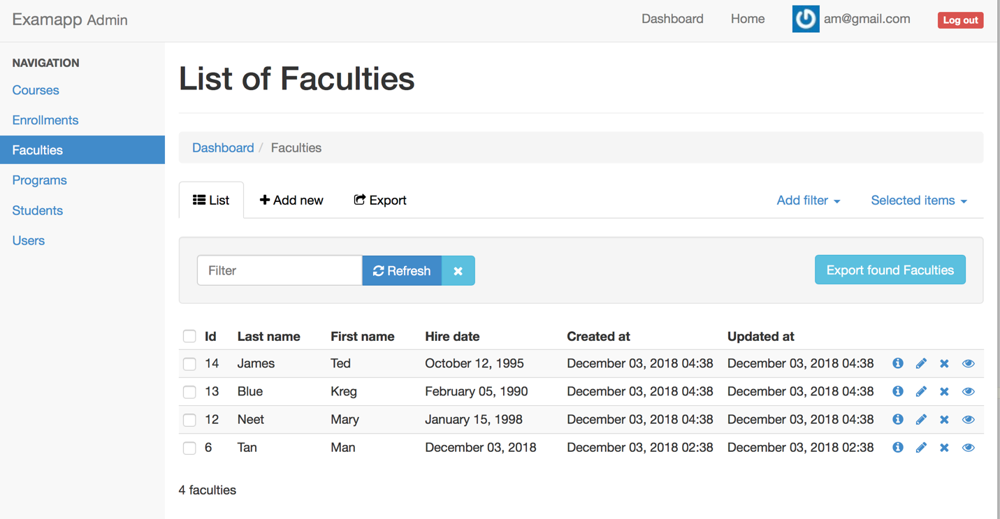 Examapp Admin Dashboard Home am@gmail.com Log out
NAVIGATION
Courses
Enrollments
Faculties
Programs
Students
Users
List of Faculties
Dashboard / Faculties
List Add new Export Add filter Selected items
Filter Refresh Export found Faculties
Id Last name First name Hire date Created at Updated at
14 James Ted October 12, 1995 December 03, 2018 04:38 December 03, 2018 04:38
13 Blue Kreg February 05, 1990 December 03, 2018 04:38 December 03, 2018 04:38
12 Neet Mary January 15, 1998 December 03, 2018 04:38 December 03, 2018 04:38
6 Tan Man December 03, 2018 December 03, 2018 02:38 December 03, 2018 02:38
4 faculties